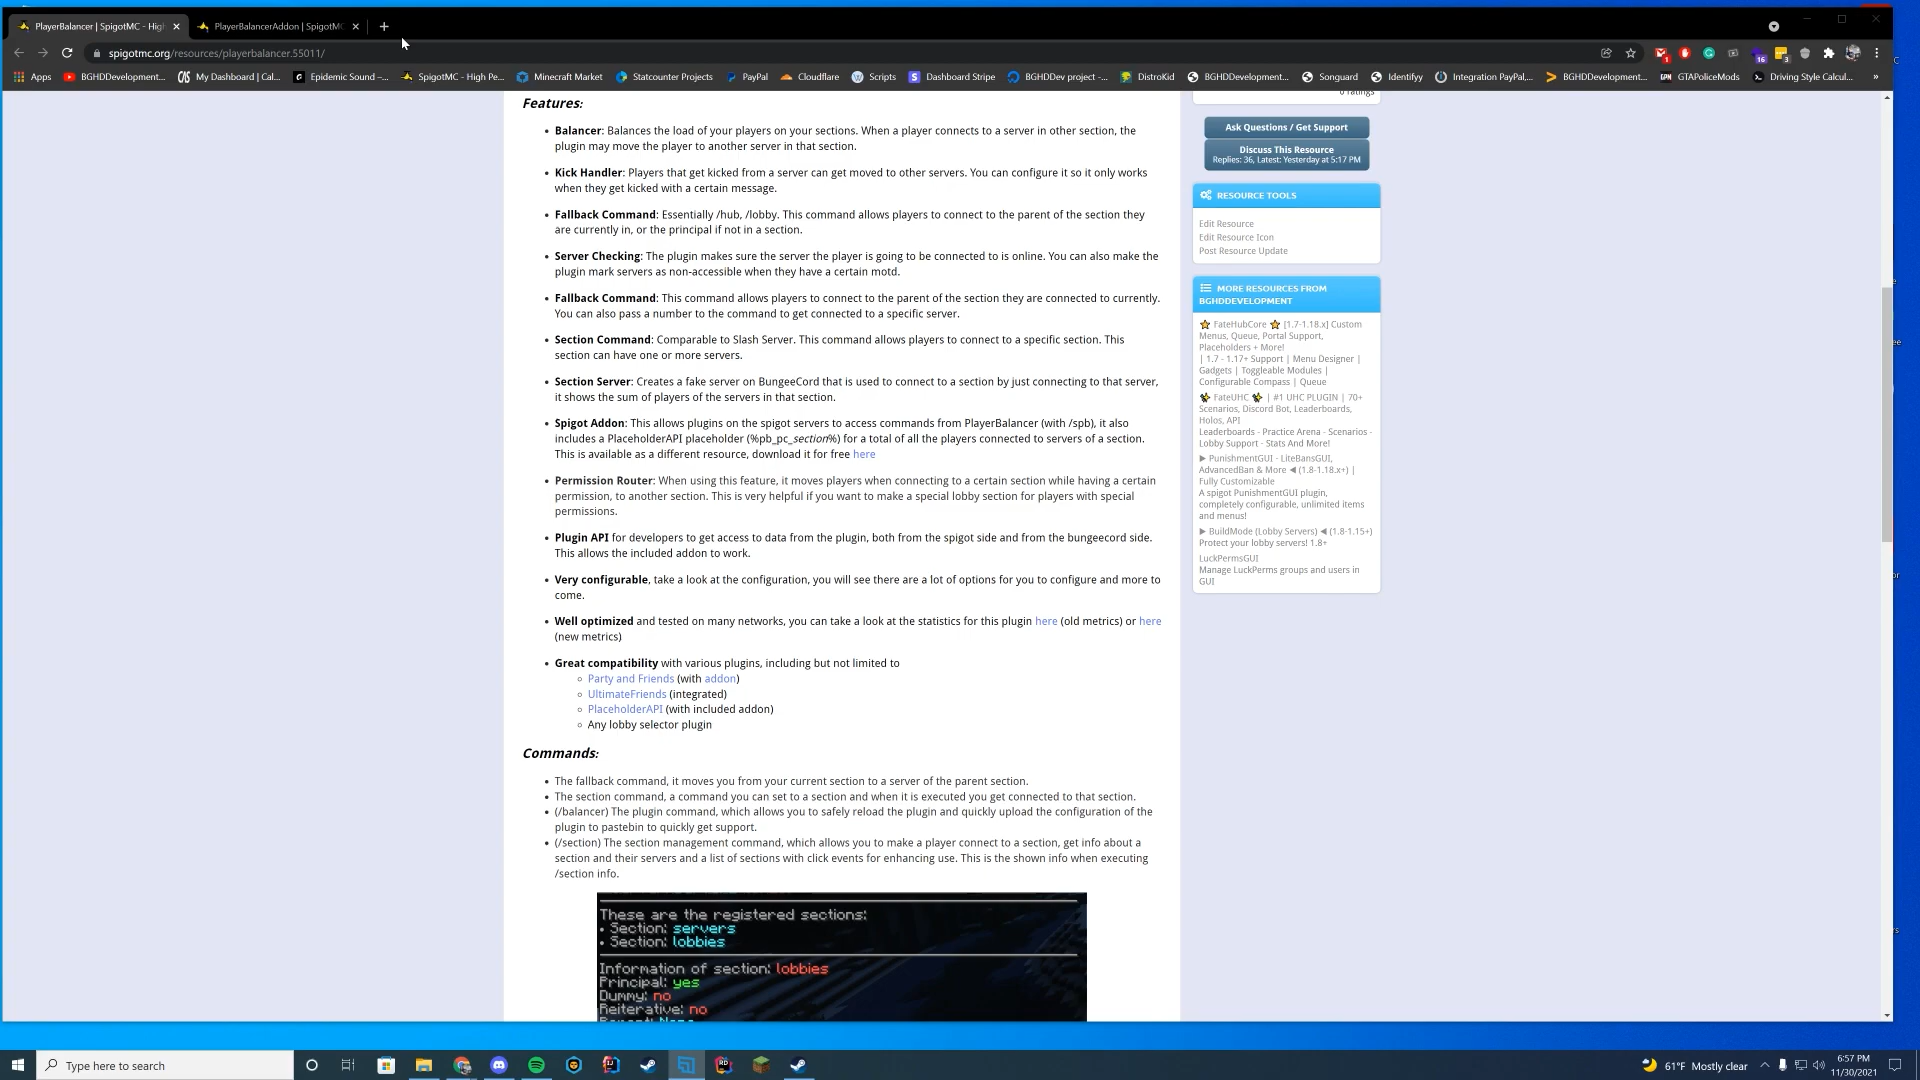 PlayerBalancer | SpigotMC - High
PlayerBalancerAddon | SpigotMC
spigotmc.org/resources/playerbalancer.55011/
Apps
BGHDDevelopment...
My Dashboard | Cal...
Epidemic Sound –...
SpigotMC - High Pe...
Minecraft Market
Statcounter Projects
PayPal
Cloudflare
Scripts
Dashboard Stripe
BGHDDev project -...
DistroKid
BGHDDevelopment...
Songuard
Identifyy
Integration PayPal,...
BGHDDevelopment...
GTAPoliceMods
Driving Style Calcul...
»
Features:
• Balancer: Balances the load of your players on your sections. When a player connects to a server in other section, the
plugin may move the player to another server in that section.
• Kick Handler: Players that get kicked from a server can get moved to other servers. You can configure it so it only works
when they get kicked with a certain message.
• Fallback Command: Essentially /hub, /lobby. This command allows players to connect to the parent of the section they
are currently in, or the principal if not in a section.
• Server Checking: The plugin makes sure the server the player is going to be connected to is online. You can also make the
plugin mark servers as non-accessible when they have a certain motd.
• Fallback Command: This command allows players to connect to the parent of the section they are connected to currently.
You can also pass a number to the command to get connected to a specific server.
• Section Command: Comparable to Slash Server. This command allows players to connect to a specific section. This
section can have one or more servers.
• Section Server: Creates a fake server on BungeeCord that is used to connect to a section by just connecting to that server,
it shows the sum of players of the servers in that section.
• Spigot Addon: This allows plugins on the spigot servers to access commands from PlayerBalancer (with /spb), it also
includes a PlaceholderAPI placeholder (%pb_pc_section%) for a total of all the players connected to servers of a section.
This is available as a different resource, download it for free here
• Permission Router: When using this feature, it moves players when connecting to a certain section while having a certain
permission, to another section. This is very helpful if you want to make a special lobby section for players with special
permissions.
• Plugin API for developers to get access to data from the plugin, both from the spigot side and from the bungeecord side.
This allows the included addon to work.
• Very configurable, take a look at the configuration, you will see there are a lot of options for you to configure and more to
come.
• Well optimized and tested on many networks, you can take a look at the statistics for this plugin here (old metrics) or here
(new metrics)
• Great compatibility with various plugins, including but not limited to
Party and Friends (with addon)
UltimateFriends (integrated)
PlaceholderAPI (with included addon)
Any lobby selector plugin
Commands:
• The fallback command, it moves you from your current section to a server of the parent section.
• The section command, a command you can set to a section and when it is executed you get connected to that section.
• (/balancer) The plugin command, which allows you to safely reload the plugin and quickly upload the configuration of the
plugin to pastebin to quickly get support.
• (/section) The section management command, which allows you to make a player connect to a section, get info about a
section and their servers and a list of sections with click events for enhancing use. This is the shown info when executing
/section info.
These are the registered sections:
• Section: servers
• Section: lobbies
Information of section: lobbies
Principal: yes
Dummy: no
Reiterative: no
Parent: None
0 ratings
Ask Questions / Get Support
Discuss This Resource
Replies: 36, Latest: Yesterday at 5:17 PM
RESOURCE TOOLS
Edit Resource
Edit Resource Icon
Post Resource Update
MORE RESOURCES FROM
BGHDDEVELOPMENT
⭐ FateHubCore ⭐ [1.7-1.18.x] Custom
Menus, Queue, Portal Support,
Placeholders + More!
| 1.7 - 1.17+ Support | Menu Designer |
Gadgets | Toggleable Modules |
Configurable Compass | Queue
FateUHC | #1 UHC PLUGIN | 70+
Scenarios, Discord Bot, Leaderboards,
Holos, API
Leaderboards - Practice Arena - Scenarios -
Lobby Support - Stats And More!
▶ PunishmentGUI - LiteBansGUI,
AdvancedBan & More ◀ (1.8-1.18.x+) |
Fully Customizable
A spigot PunishmentGUI plugin,
completely configurable, unlimited items
and menus!
▶ BuildMode (Lobby Servers) ◀ (1.8-1.15+)
Protect your lobby servers! 1.8+
LuckPermsGUI
Manage LuckPerms groups and users in
GUI
Type here to search
61°F Mostly clear
6:57 PM
11/30/2021